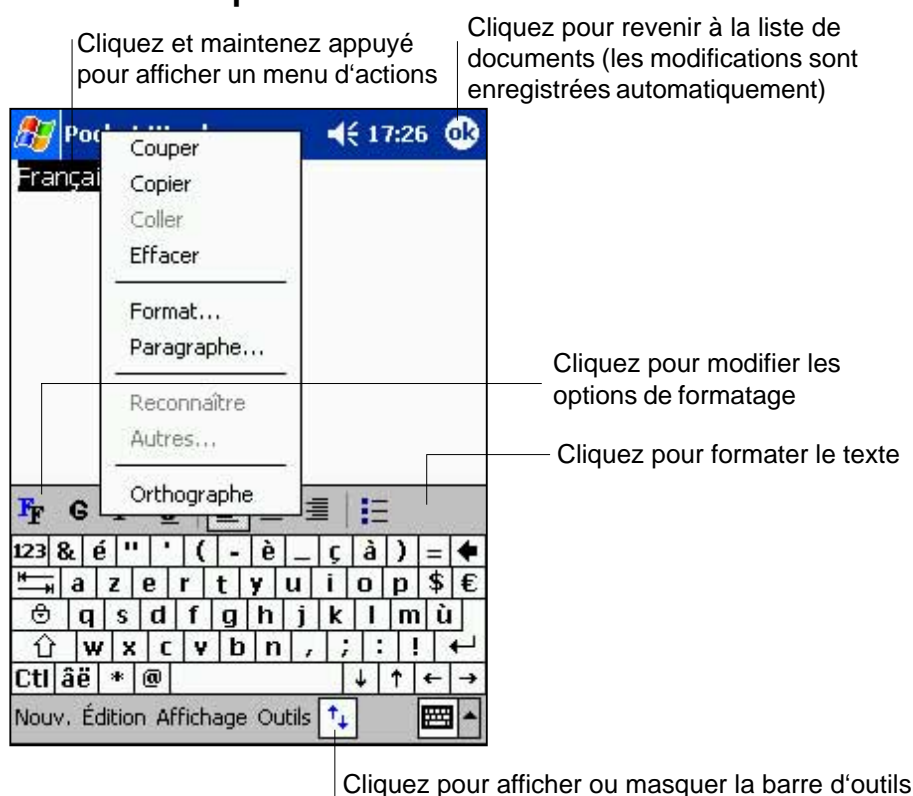 Cliquez et maintenez appuyé
pour afficher un menu d‘actions
Cliquez pour revenir à la liste de
documents (les modifications sont
enregistrées automatiquement)
17:26 ok
Couper
Copier
Coller
Effacer
Format...
Paragraphe...
Reconnaître
Autres...
Orthographe
Cliquez pour modifier les
options de formatage
Cliquez pour formater le texte
G
123 & é " ' ( - è _ ç à ) =
a z e r t y u i o p $ €
q s d f g h j k l m ù
w x c v b n , ; : !
Ctl âë * @ ↓ ↑ ← →
Nouv. Édition Affichage Outils
Cliquez pour afficher ou masquer la barre d‘outils